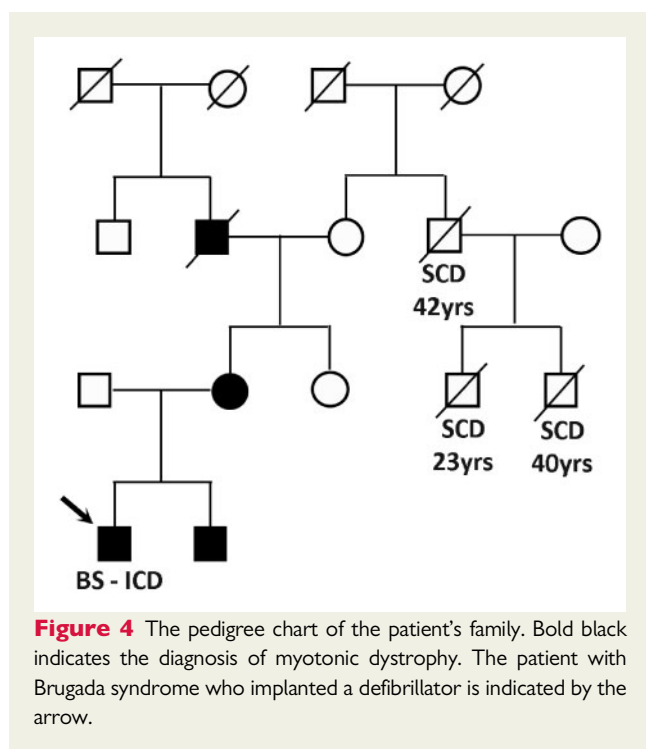 SCD
42yrs
SCD SCD
23yrs 40yrs
BS - ICD
Figure 4 The pedigree chart of the patient's family. Bold black
indicates the diagnosis of myotonic dystrophy. The patient with
Brugada syndrome who implanted a defibrillator is indicated by the
arrow.